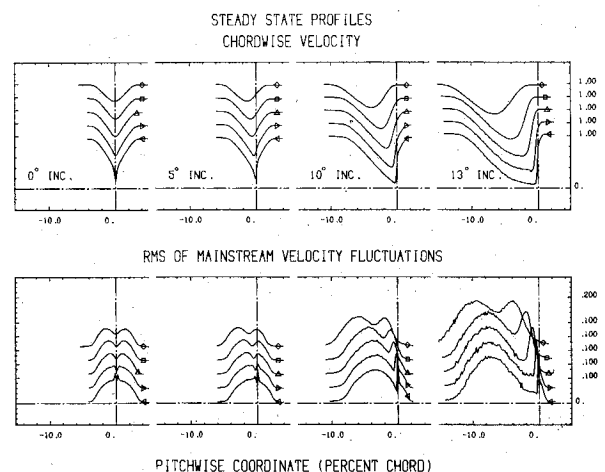 STEADY STATE PROFILES
CHORDWISE VELOCITY
1.00
1.00
1.00
1.00
1.00
0° INC.
5° INC.
10° INC.
13° INC.
0.
-10.0 0. -10.0 0. -10.0 0. -10.0 0.
RMS OF MAINSTREAM VELOCITY FLUCTUATIONS
.200
.100
.100
.100
.100
0.
-10.0 0. -10.0 0. -10.0 0. -10.0 0.
PITCHWISE COORDINATE (PERCENT CHORD)